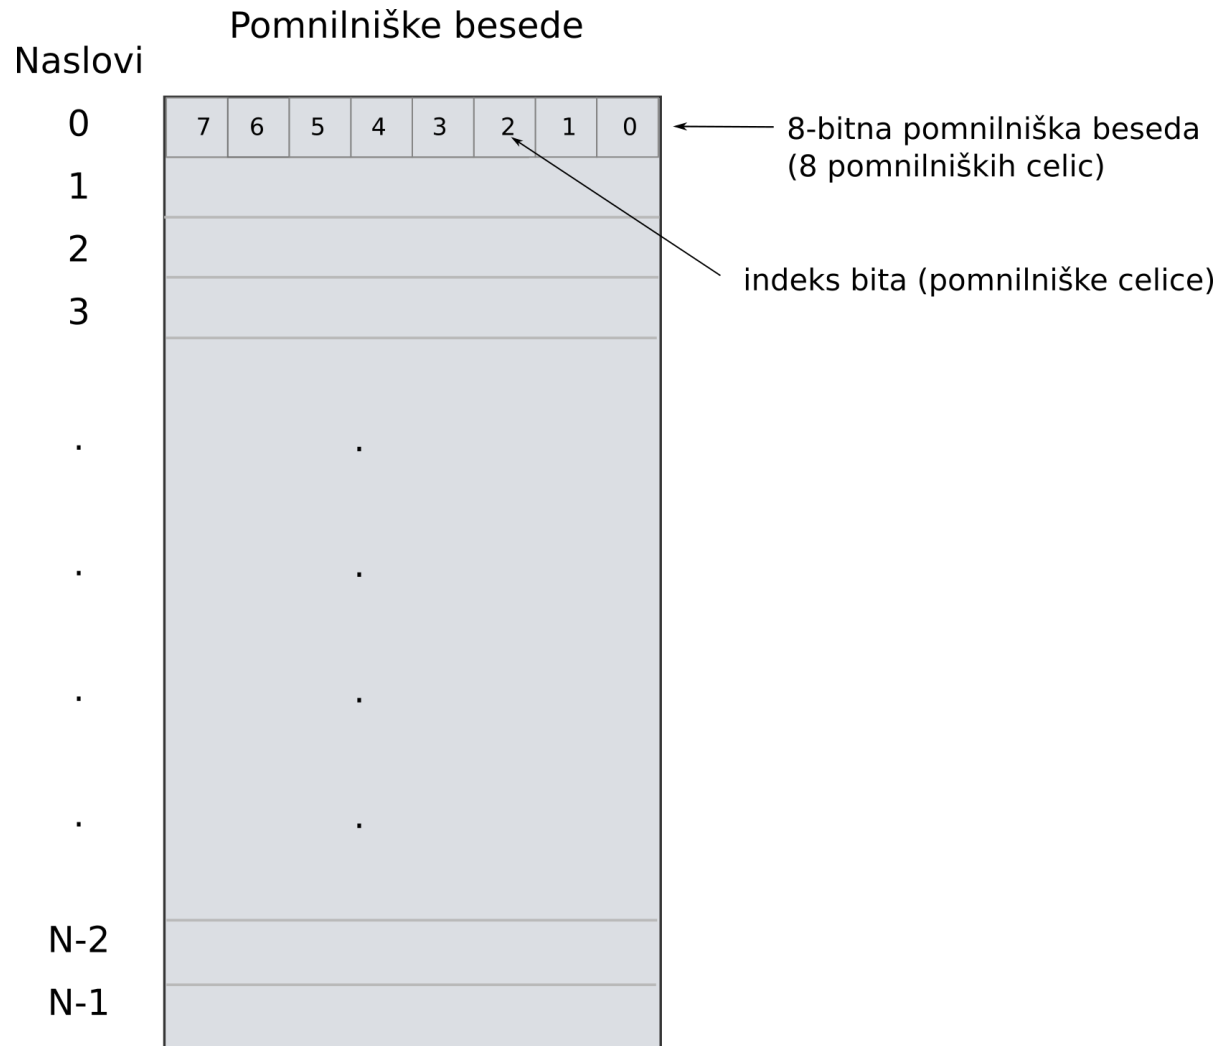 Pomnilniške besede
Naslovi
0
7 6 5 4 3 2 1 0
8-bitna pomnilniška beseda
(8 pomnilniških celic)
1
2
indeks bita (pomnilniške celice)
3
. .
. .
. .
. .
N-2
N-1